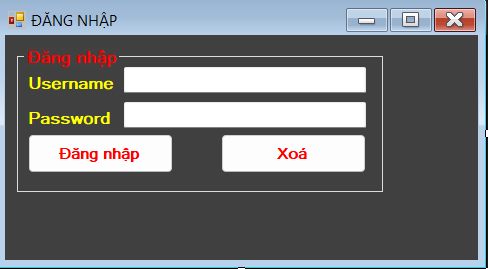 ĐĂNG NHẬP
Đăng nhập
Username
Password
Đăng nhập Xoá